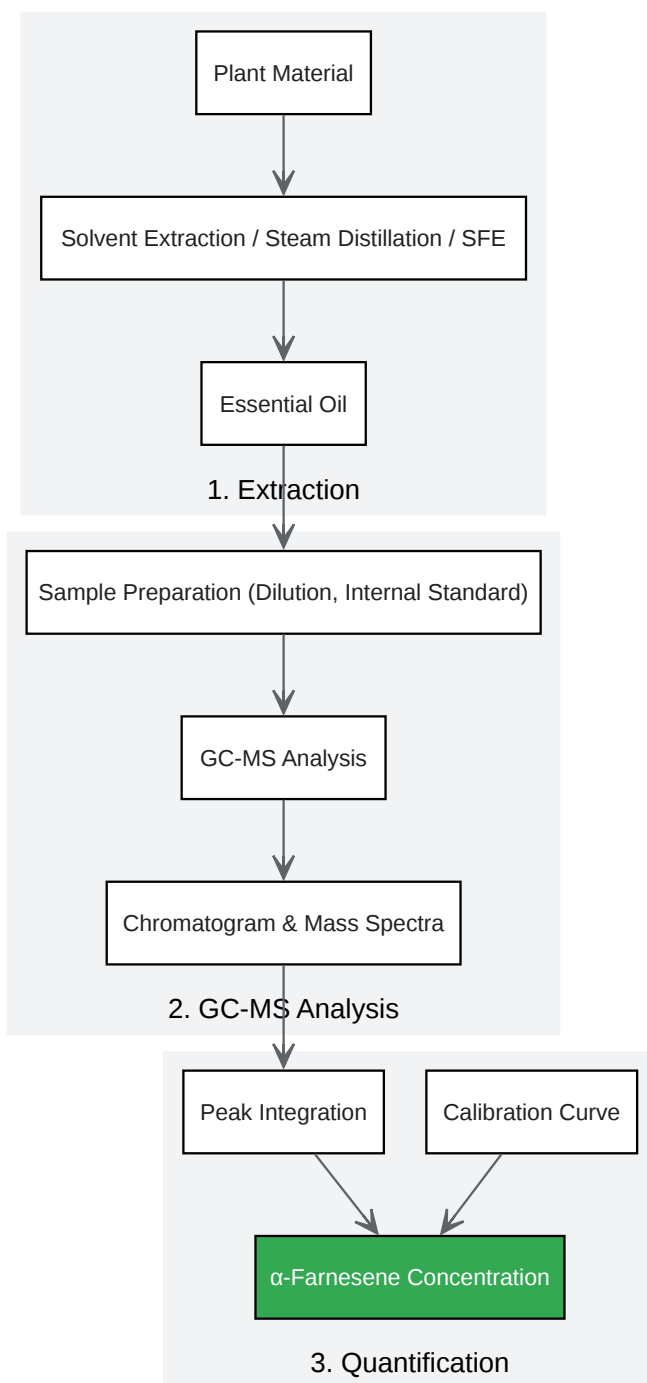 Plant Material
Solvent Extraction / Steam Distillation / SFE
Essential Oil
1. Extraction
Sample Preparation (Dilution, Internal Standard)
GC-MS Analysis
Chromatogram & Mass Spectra
2. GC-MS Analysis
Peak Integration
Calibration Curve
α-Farnesene Concentration
3. Quantification